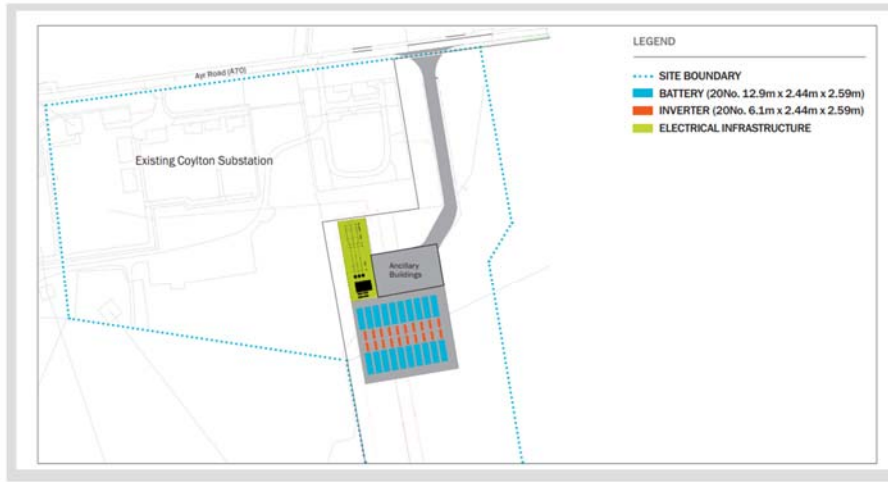 LEGEND
Ayr Road (A70)
SITE BOUNDARY
BATTERY (20No. 12.9m x 2.44m x 2.59m)
INVERTER (20No. 6.1m x 2.44m x 2.59m)
ELECTRICAL INFRASTRUCTURE
Existing Coylton Substation
Ancillary
Buildings